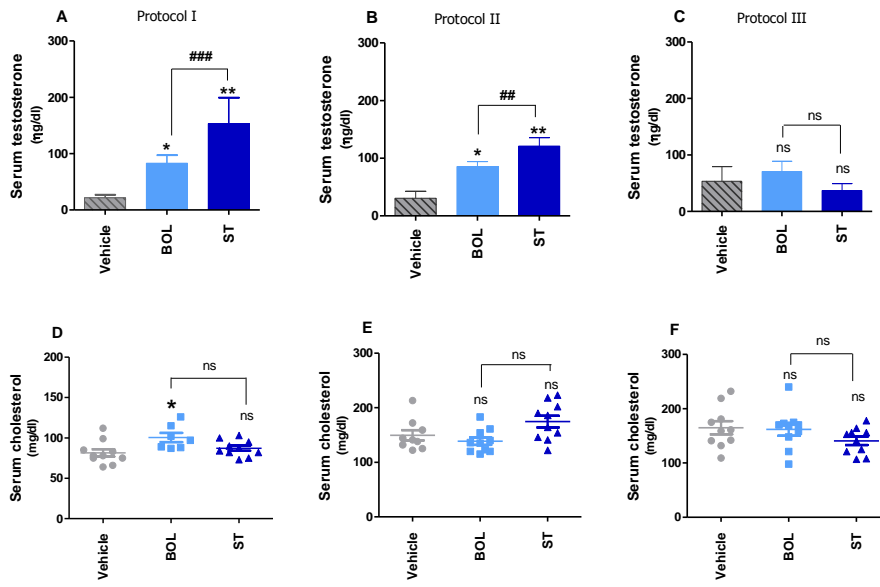 A
Protocol I
Serum testosterone
(ηg/dl)
300
200
100
0
###
*
**
Vehicle
BOL
ST
B
Protocol II
Serum testosterone
(ηg/dl)
300
200
100
0
##
*
**
Vehicle
BOL
ST
C
Protocol III
Serum testosterone
(ηg/dl)
300
200
100
0
ns
ns
ns
Vehicle
BOL
ST
D
Serum cholesterol
(mg/dl)
200
150
100
50
0
ns
*
ns
Vehicle
BOL
ST
E
Serum cholesterol
(mg/dl)
300
200
100
0
ns
ns
ns
Vehicle
BOL
ST
F
Serum cholesterol
(mg/dl)
300
200
100
0
ns
ns
ns
Vehicle
BOL
ST